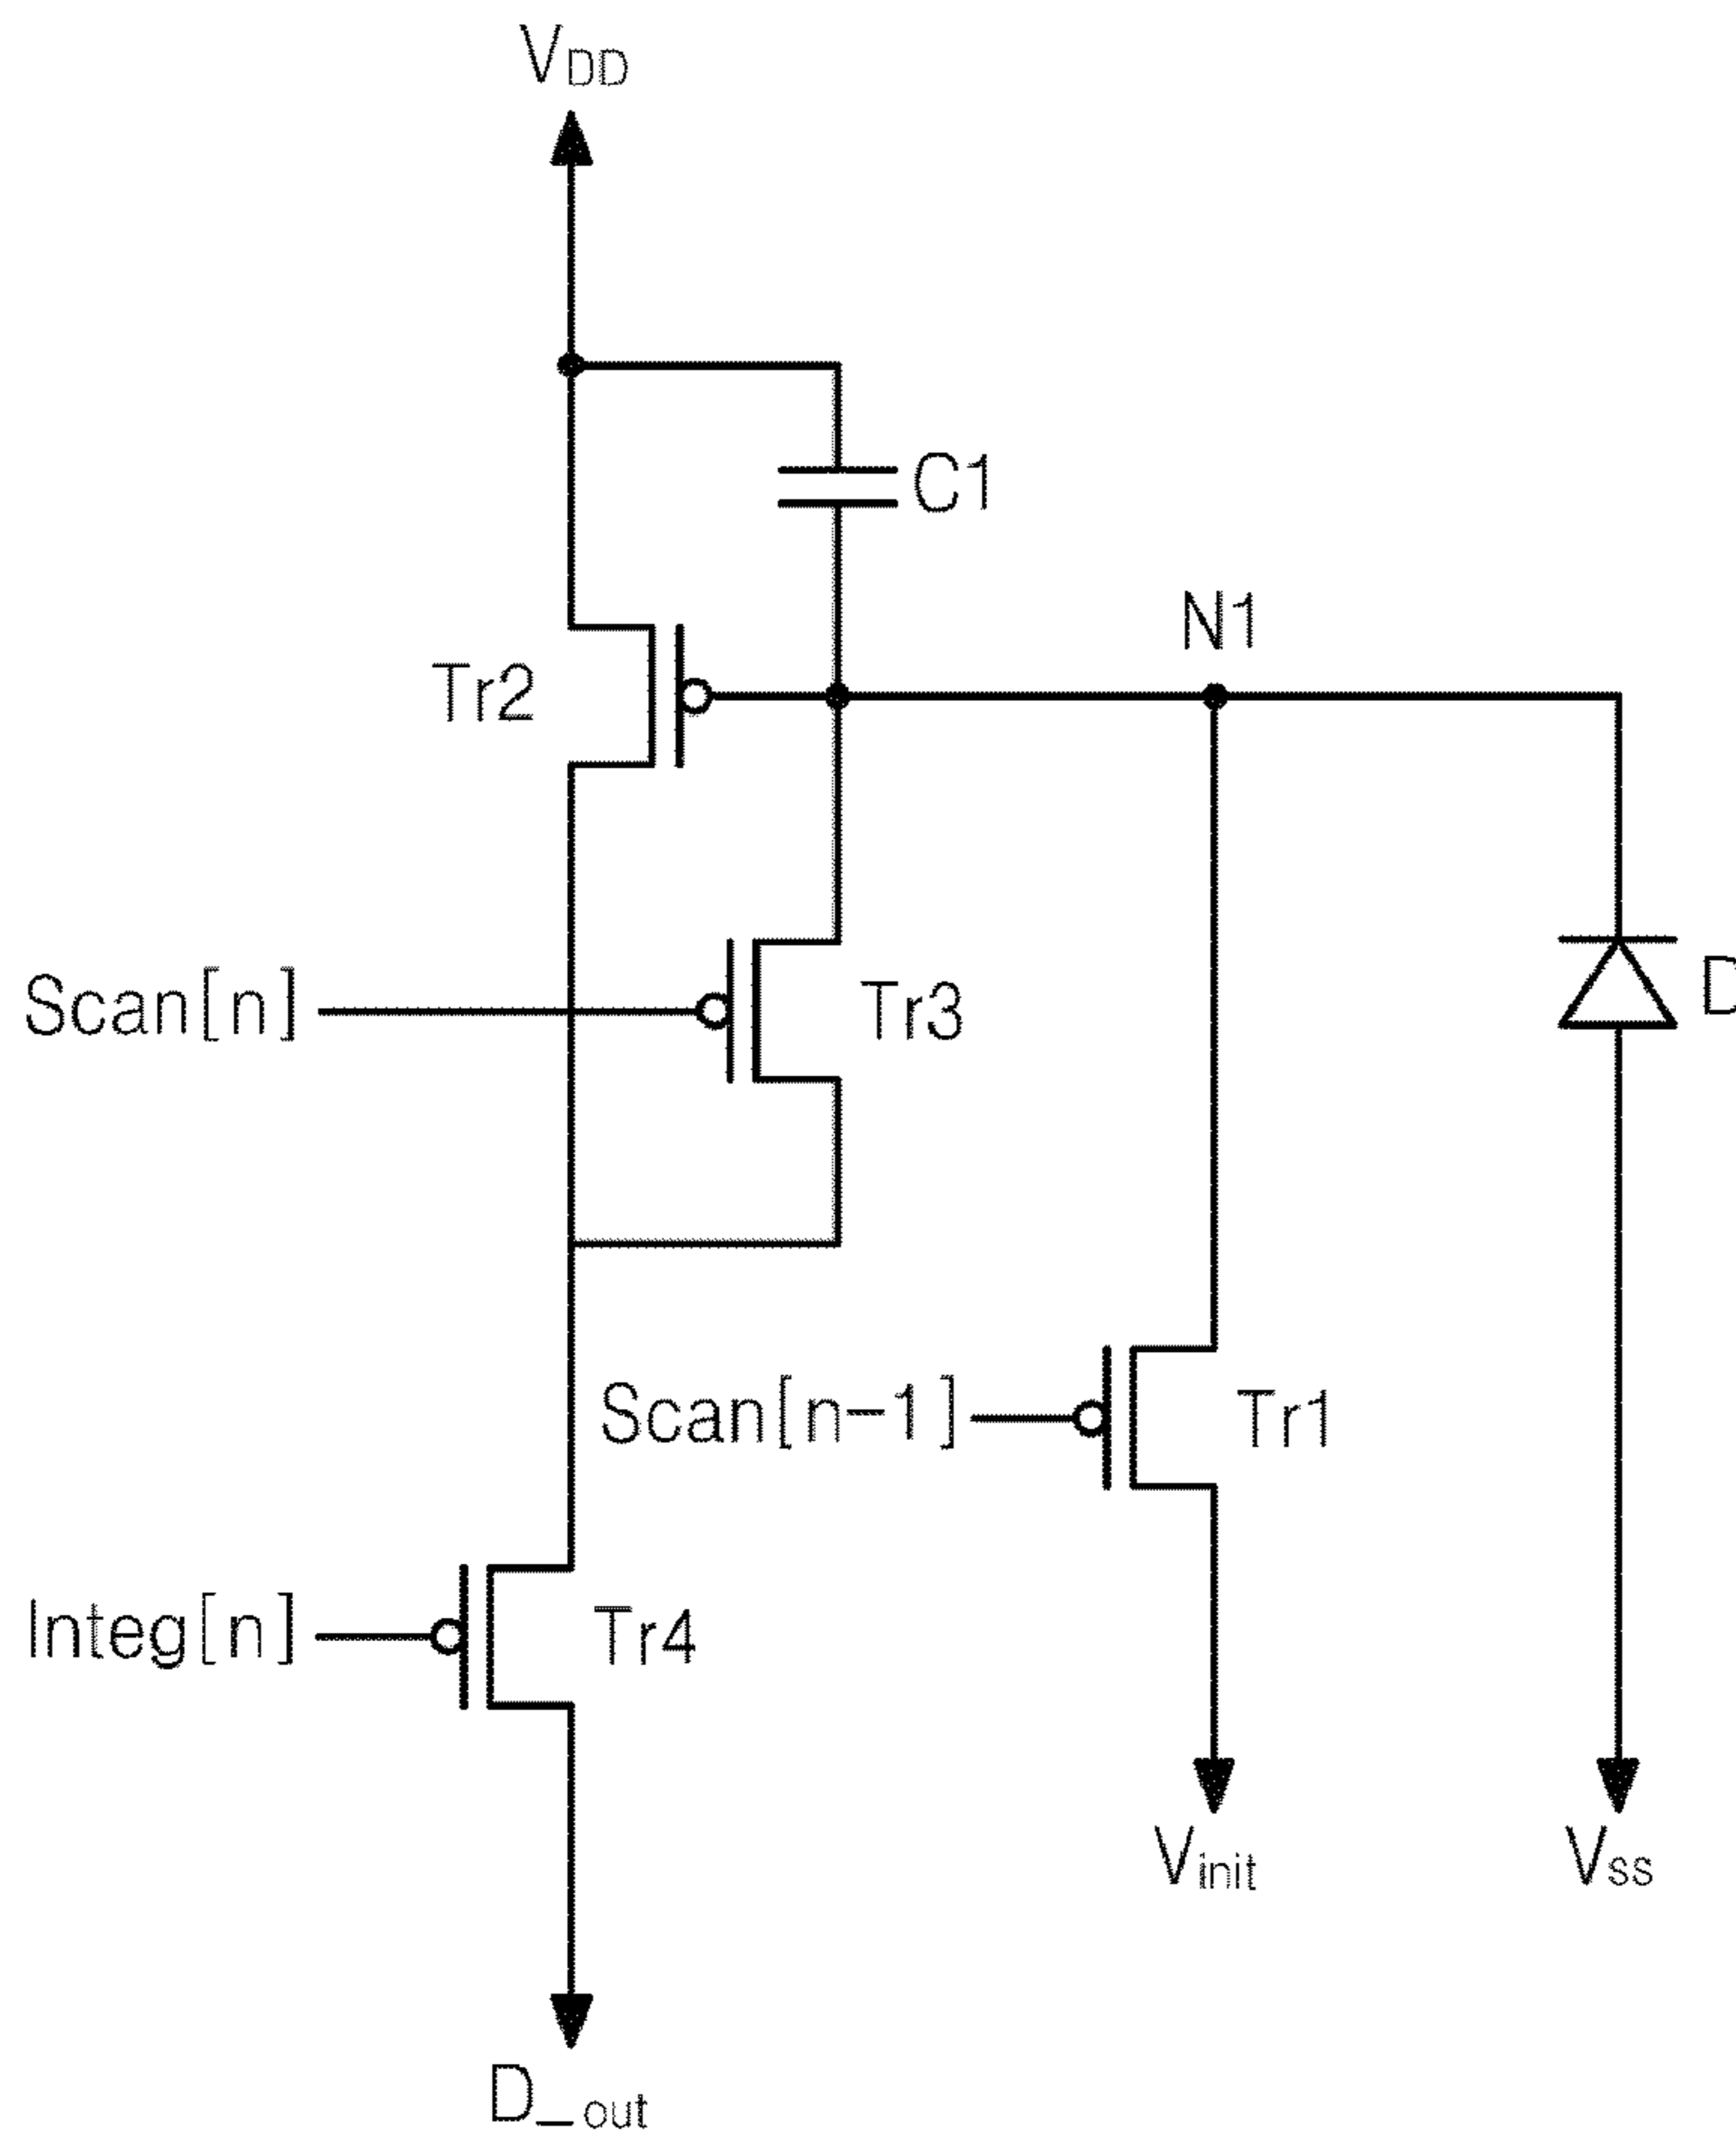 VDD
C1
N1
Tr2
Scan[n]
Tr3
D
Scan[n-1]
Tr1
Integ[n]
Tr4
Vinit
Vss
D_out